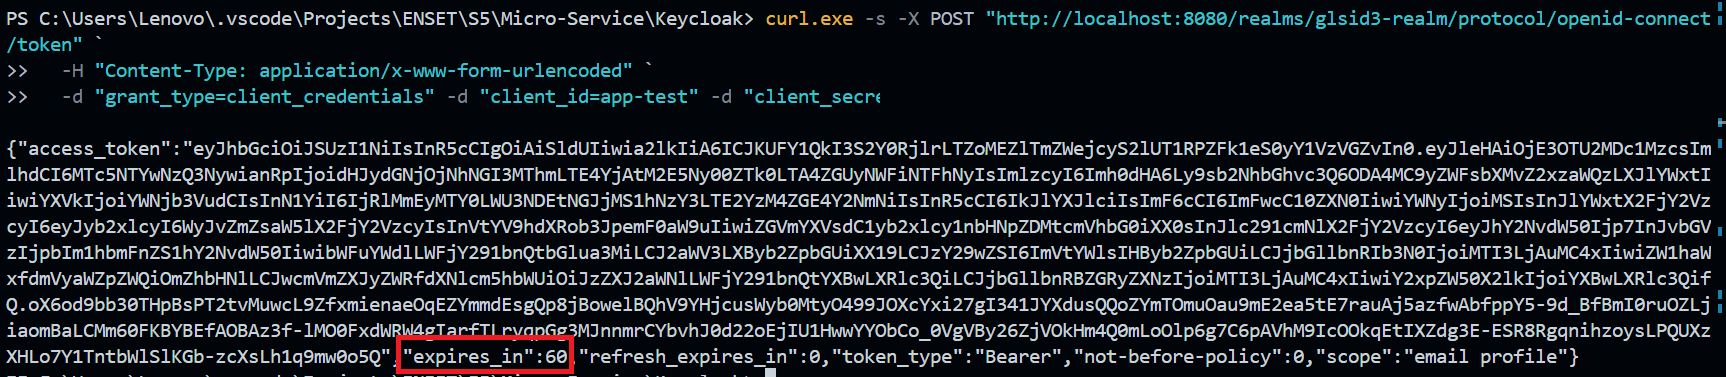 PS C:\Users\Lenovo\.vscode\Projects\ENSET\S5\Micro-Service\Keycloak> curl.exe -s -X POST "http://localhost:8080/realms/glsid3-realm/protocol/openid-connect
/token" `
>>   -H "Content-Type: application/x-www-form-urlencoded" `
>>   -d "grant_type=client_credentials" -d "client_id=app-test" -d "client_secre
{"access_token":"eyJhbGciOiJSUzI1NiIsInR5cCIgOiAiSldUIiwia2lkIiA6ICJKUFY1QkI3S2Y0RjlrLTZoMEZlTmZWejcyS2lUT1RPZFk1eS0yY1VzVGZvIn0.eyJleHAiOjE3OTU2MDc1MzcsIm
lhdCI6MTc5NTYwNzQ3NywianRpIjoidHJydGNjOjNhNGI3MThmLTE4YjAtM2E5Ny00ZTk0LTA4ZGUyNWFiNTFhNyIsImlzcyI6Imh0dHA6Ly9sb2NhbGhvc3Q6ODA4MC9yZWFsbXMvZ2xzaWQzLXJlYWxtI
iwiYXVkIjoiYWNjb3VudCIsInN1YiI6IjRlMmEyMTY0LWU3NDEtNGJjMS1hNzY3LTE2YzM4ZGE4Y2NmNiIsInR5cCI6IkJlYXJlciIsImF6cCI6ImFwcC10ZXN0IiwiYWNyIjoiMSIsInJlYWxtX2FjY2Vz
cyI6eyJyb2xlcyI6WyJvZmZsaW5lX2FjY2VzcyIsInVtYV9hdXRob3JpemF0aW9uIiwiZGVmYXVsdC1yb2xlcy1nbHNpZDMtcmVhbG0iXX0sInJlc291cmNlX2FjY2VzcyI6eyJhY2NvdW50Ijp7InJvbGV
zIjpbIm1hbmFnZS1hY2NvdW50IiwibWFuYWdlLWFjY291bnQtbGlua3MiLCJ2aWV3LXByb2ZpbGUiXX19LCJzY29wZSI6ImVtYWlsIHByb2ZpbGUiLCJjbGllbnRIb3N0IjoiMTI3LjAuMC4xIiwiZW1haW
xfdmVyaWZpZWQiOmZhbHNlLCJwcmVmZXJyZWRfdXNlcm5hbWUiOiJzZXJ2aWNlLWFjY291bnQtYXBwLXRlc3QiLCJjbGllbnRBZGRyZXNzIjoiMTI3LjAuMC4xIiwiY2xpZW50X2lkIjoiYXBwLXRlc3Qif
Q.oX6od9bb30THpBsPT2tvMuwcL9ZfxmienaeOqEZYmmdEsgQp8jBowelBQhV9YHjcusWyb0MtyO499JOXcYxi27gI341JYXdusQQoZYmTOmuOau9mE2ea5tE7rauAj5azfwAbfppY5-9d_BfBmI0ruOZLj
iaomBaLCMm60FKBYBEfAOBAz3f-lMO0FxdWRW4gIarfTLryqpGg3MJnnmrCYbvhJ0d22oEjIU1HwwYYObCo_0VgVBy26ZjVOkHm4Q0mLoOlp6g7C6pAVhM9IcOOkqEtIXZdg3E-ESR8RgqnihzoysLPQUXz
XHLo7Y1TntbWlSlKGb-zcXsLh1q9mw0o5Q","expires_in":60,"refresh_expires_in":0,"token_type":"Bearer","not-before-policy":0,"scope":"email profile"}